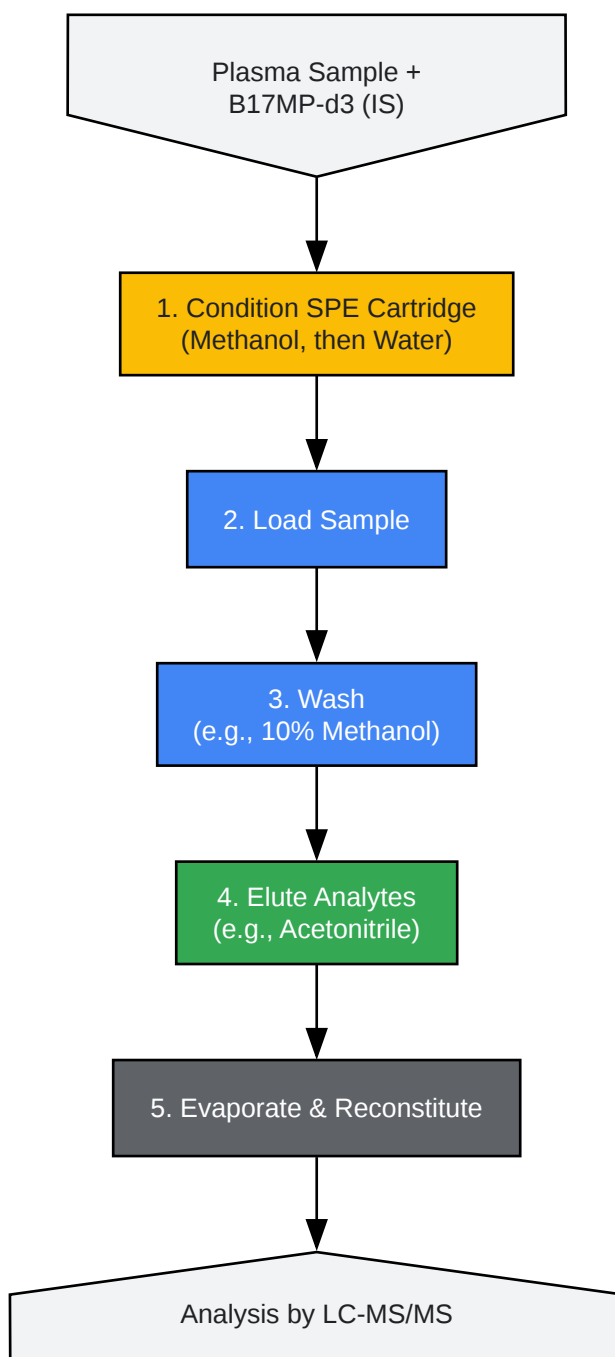 Plasma Sample +
B17MP-d3 (IS)
1. Condition SPE Cartridge
(Methanol, then Water)
2. Load Sample
3. Wash
(e.g., 10% Methanol)
4. Elute Analytes
(e.g., Acetonitrile)
5. Evaporate & Reconstitute
Analysis by LC-MS/MS